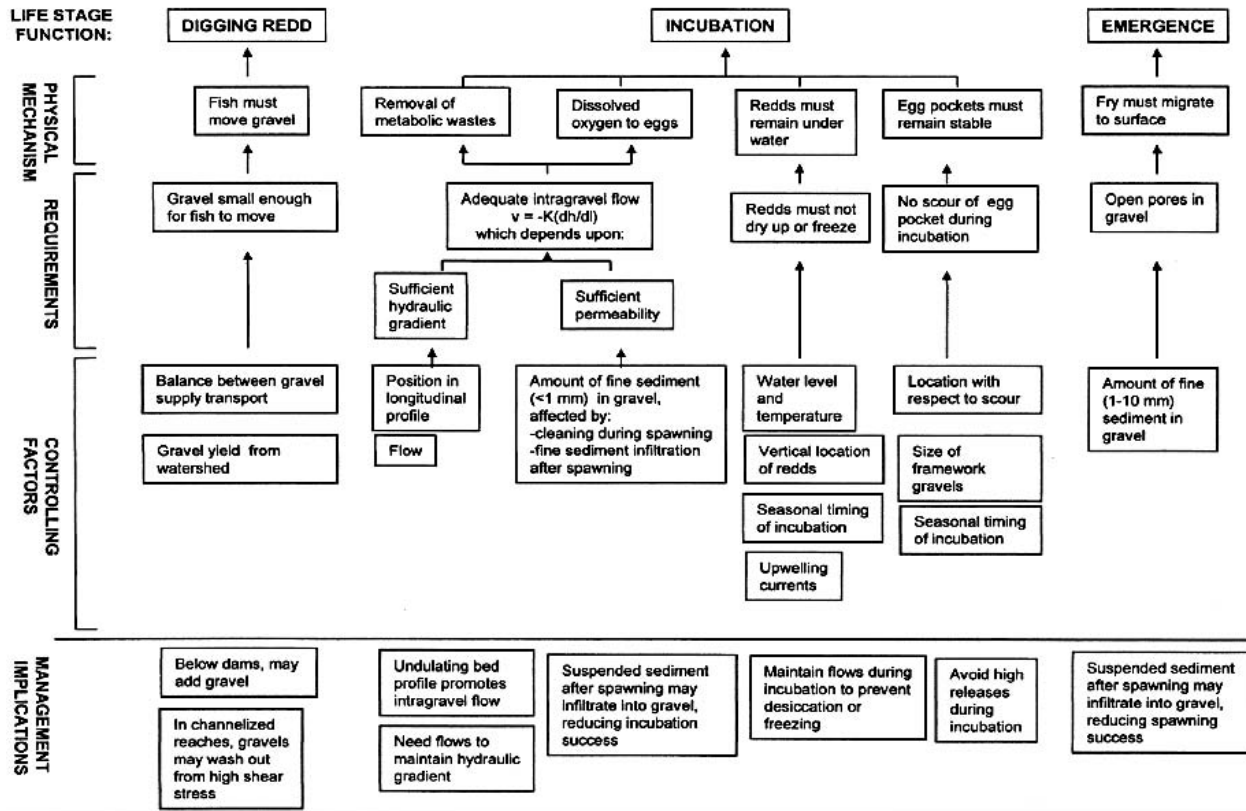 LIFE STAGE
FUNCTION:
DIGGING REDD
INCUBATION
EMERGENCE
PHYSICAL
MECHANISM
Fish must
move gravel
Removal of
metabolic wastes
Dissolved
oxygen to eggs
Redds must
remain under
water
Egg pockets must
remain stable
Fry must migrate
to surface
REQUIREMENTS
Gravel small enough
for fish to move
Adequate intragravel flow
v = -K(dh/dl)
which depends upon:
Redds must not
dry up or freeze
No scour of egg
pocket during
incubation
Open pores in
gravel
Sufficient
hydraulic
gradient
Sufficient
permeability
CONTROLLING
FACTORS
Balance between gravel
supply transport
Gravel yield from
watershed
Position in
longitudinal
profile
Flow
Amount of fine sediment
(<1 mm) in gravel,
affected by:
-cleaning during spawning
-fine sediment infiltration
after spawning
Water level
and
temperature
Vertical location
of redds
Seasonal timing
of incubation
Upwelling
currents
Location with
respect to scour
Size of
framework
gravels
Seasonal timing
of incubation
Amount of fine
(1-10 mm)
sediment in
gravel
MANAGEMENT
IMPLICATIONS
Below dams, may
add gravel
In channelized
reaches, gravels
may wash out
from high shear
stress
Undulating bed
profile promotes
intragravel flow
Need flows to
maintain hydraulic
gradient
Suspended sediment
after spawning may
infiltrate into gravel,
reducing incubation
success
Maintain flows during
incubation to prevent
desiccation or
freezing
Avoid high
releases
during
incubation
Suspended sediment
after spawning may
infiltrate into gravel,
reducing spawning
success